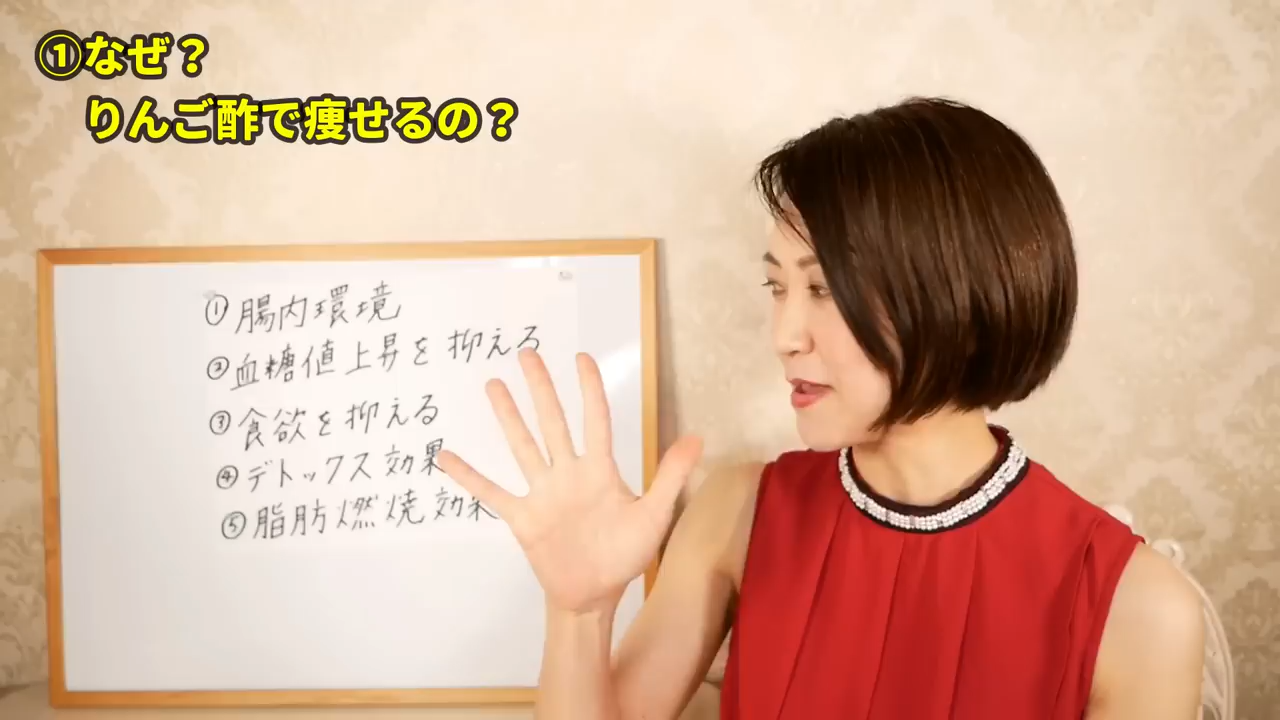 ①なぜ？
りんご酢で痩せるの？
①腸内環境
②血糖値上昇を抑える
③食欲を抑える
④デトックス効果
⑤脂肪燃焼効果